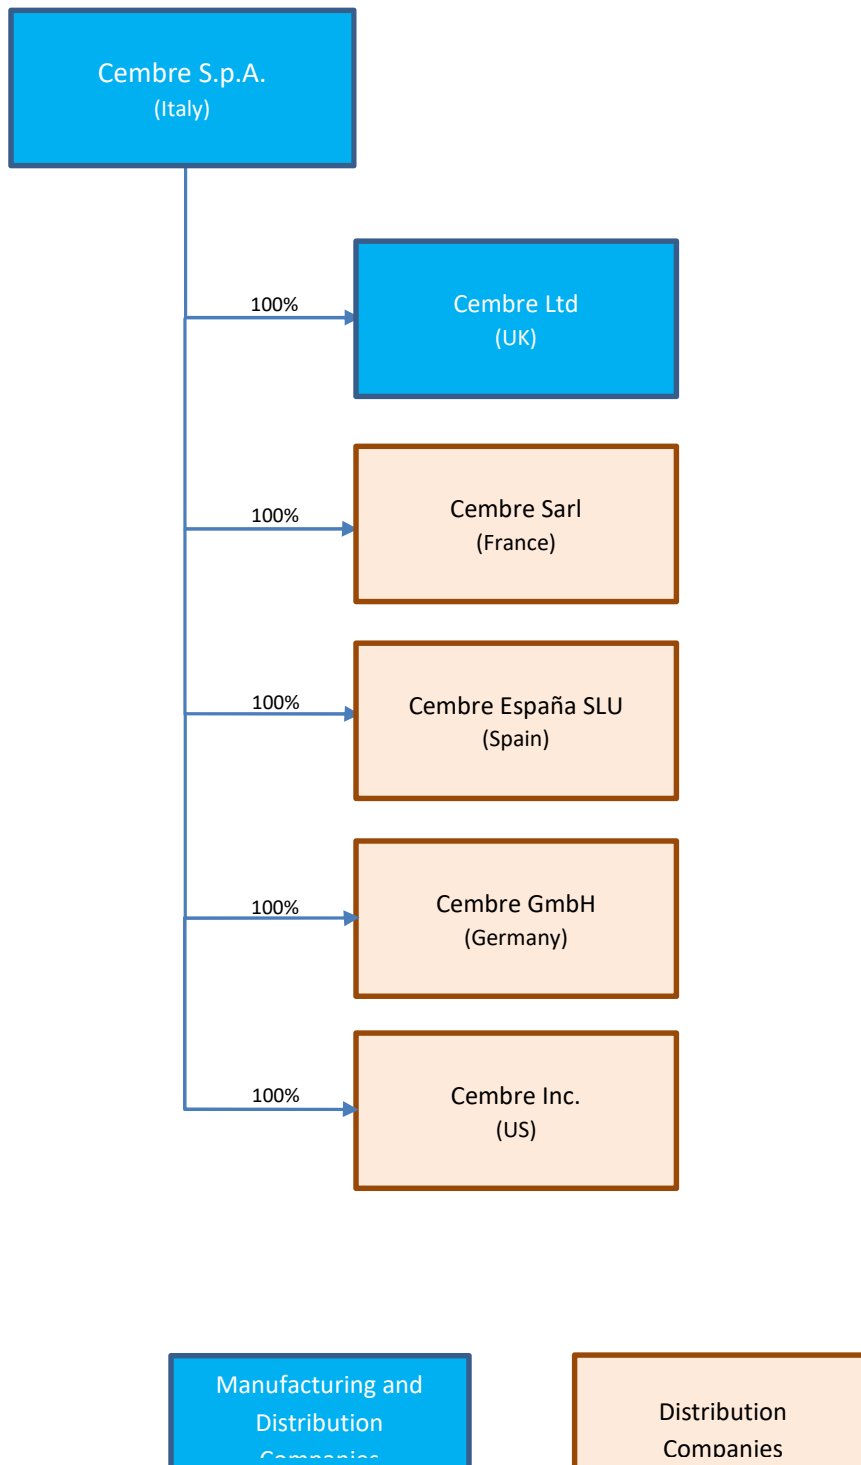 Cembre S.p.A.
(Italy)
100%
Cembre Ltd
(UK)
100%
Cembre Sarl
(France)
100%
Cembre España SLU
(Spain)
100%
Cembre GmbH
(Germany)
100%
Cembre Inc.
(US)
Manufacturing and
Distribution
Companies
Distribution
Companies